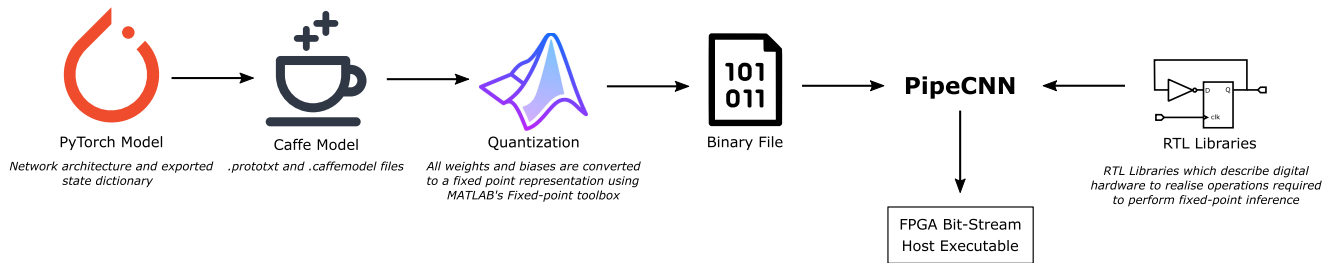 PyTorch Model
Network architecture and exported
state dictionary
Caffe Model
.prototxt and .caffemodel files
Quantization
All weights and biases are converted
to a fixed point representation using
MATLAB's Fixed-point toolbox
101
011
Binary File
PipeCNN
FPGA Bit-Stream
Host Executable
D
Q
clk
RTL Libraries
RTL Libraries which describe digital
hardware to realise operations required
to perform fixed-point inference